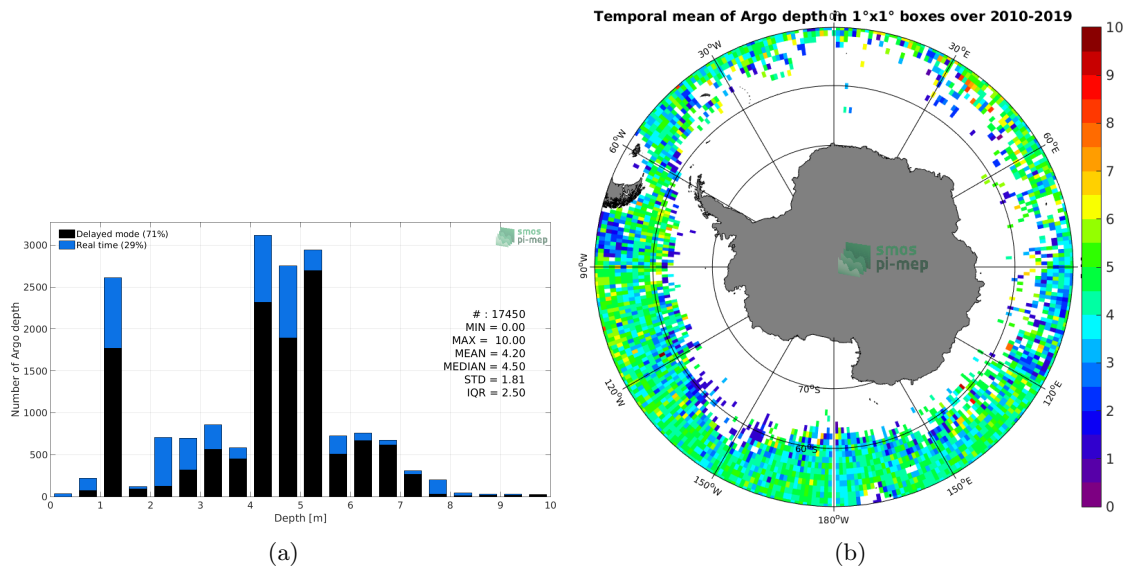 Delayed mode (71%)
Real time (29%)
smos
pi-mep
# : 17450
MIN = 0.00
MAX = 10.00
MEAN = 4.20
MEDIAN = 4.50
STD = 1.81
IQR = 2.50
Number of Argo depth
3000
2500
2000
1500
1000
500
0
0 1 2 3 4 5 6 7 8 9 10
Depth [m]
(a)
Temporal mean of Argo depth in 1°x1° boxes over 2010-2019
30°W
30°E
60°W
60°E
90°W
smos
pi-mep
70°S
120°W
120°E
60°S
150°W
150°E
180°W
10
9
8
7
6
5
4
3
2
1
0
(b)